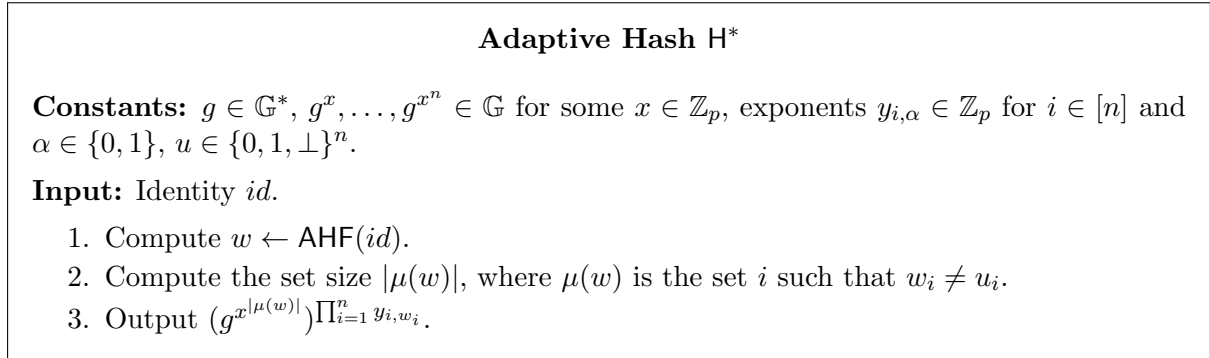 Adaptive Hash H*
Constants: g ∈ 𝔾*, g^x, …, g^{x^n} ∈ 𝔾 for some x ∈ ℤ_p, exponents y_{i,α} ∈ ℤ_p for i ∈ [n] and
α ∈ {0, 1}, u ∈ {0, 1, ⊥}^n.
Input: Identity id.
1. Compute w ← AHF(id).
2. Compute the set size |μ(w)|, where μ(w) is the set i such that w_i ≠ u_i.
3. Output (g^{x^{|μ(w)|}})^{∏_{i=1}^{n} y_{i,w_i}}.